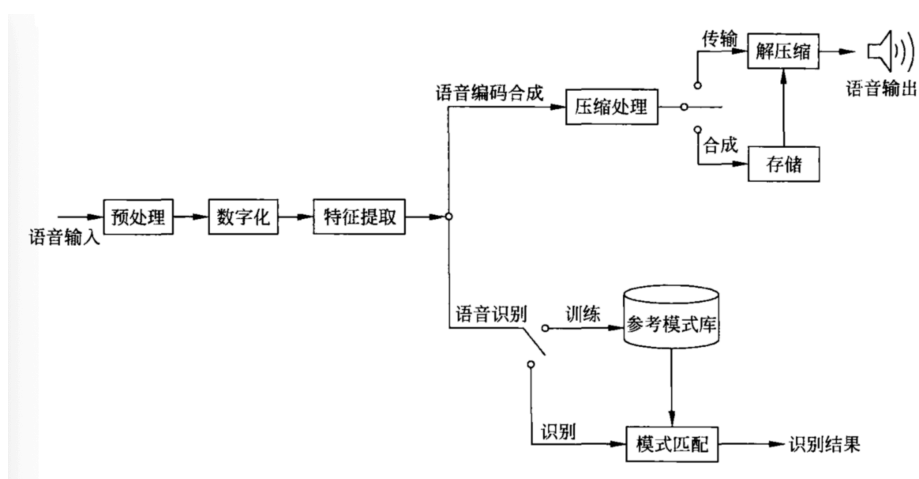 传输
解压缩
语音输出
语音编码合成
压缩处理
合成
存储
语音输入
预处理
数字化
特征提取
语音识别
训练
参考模式库
识别
模式匹配
识别结果